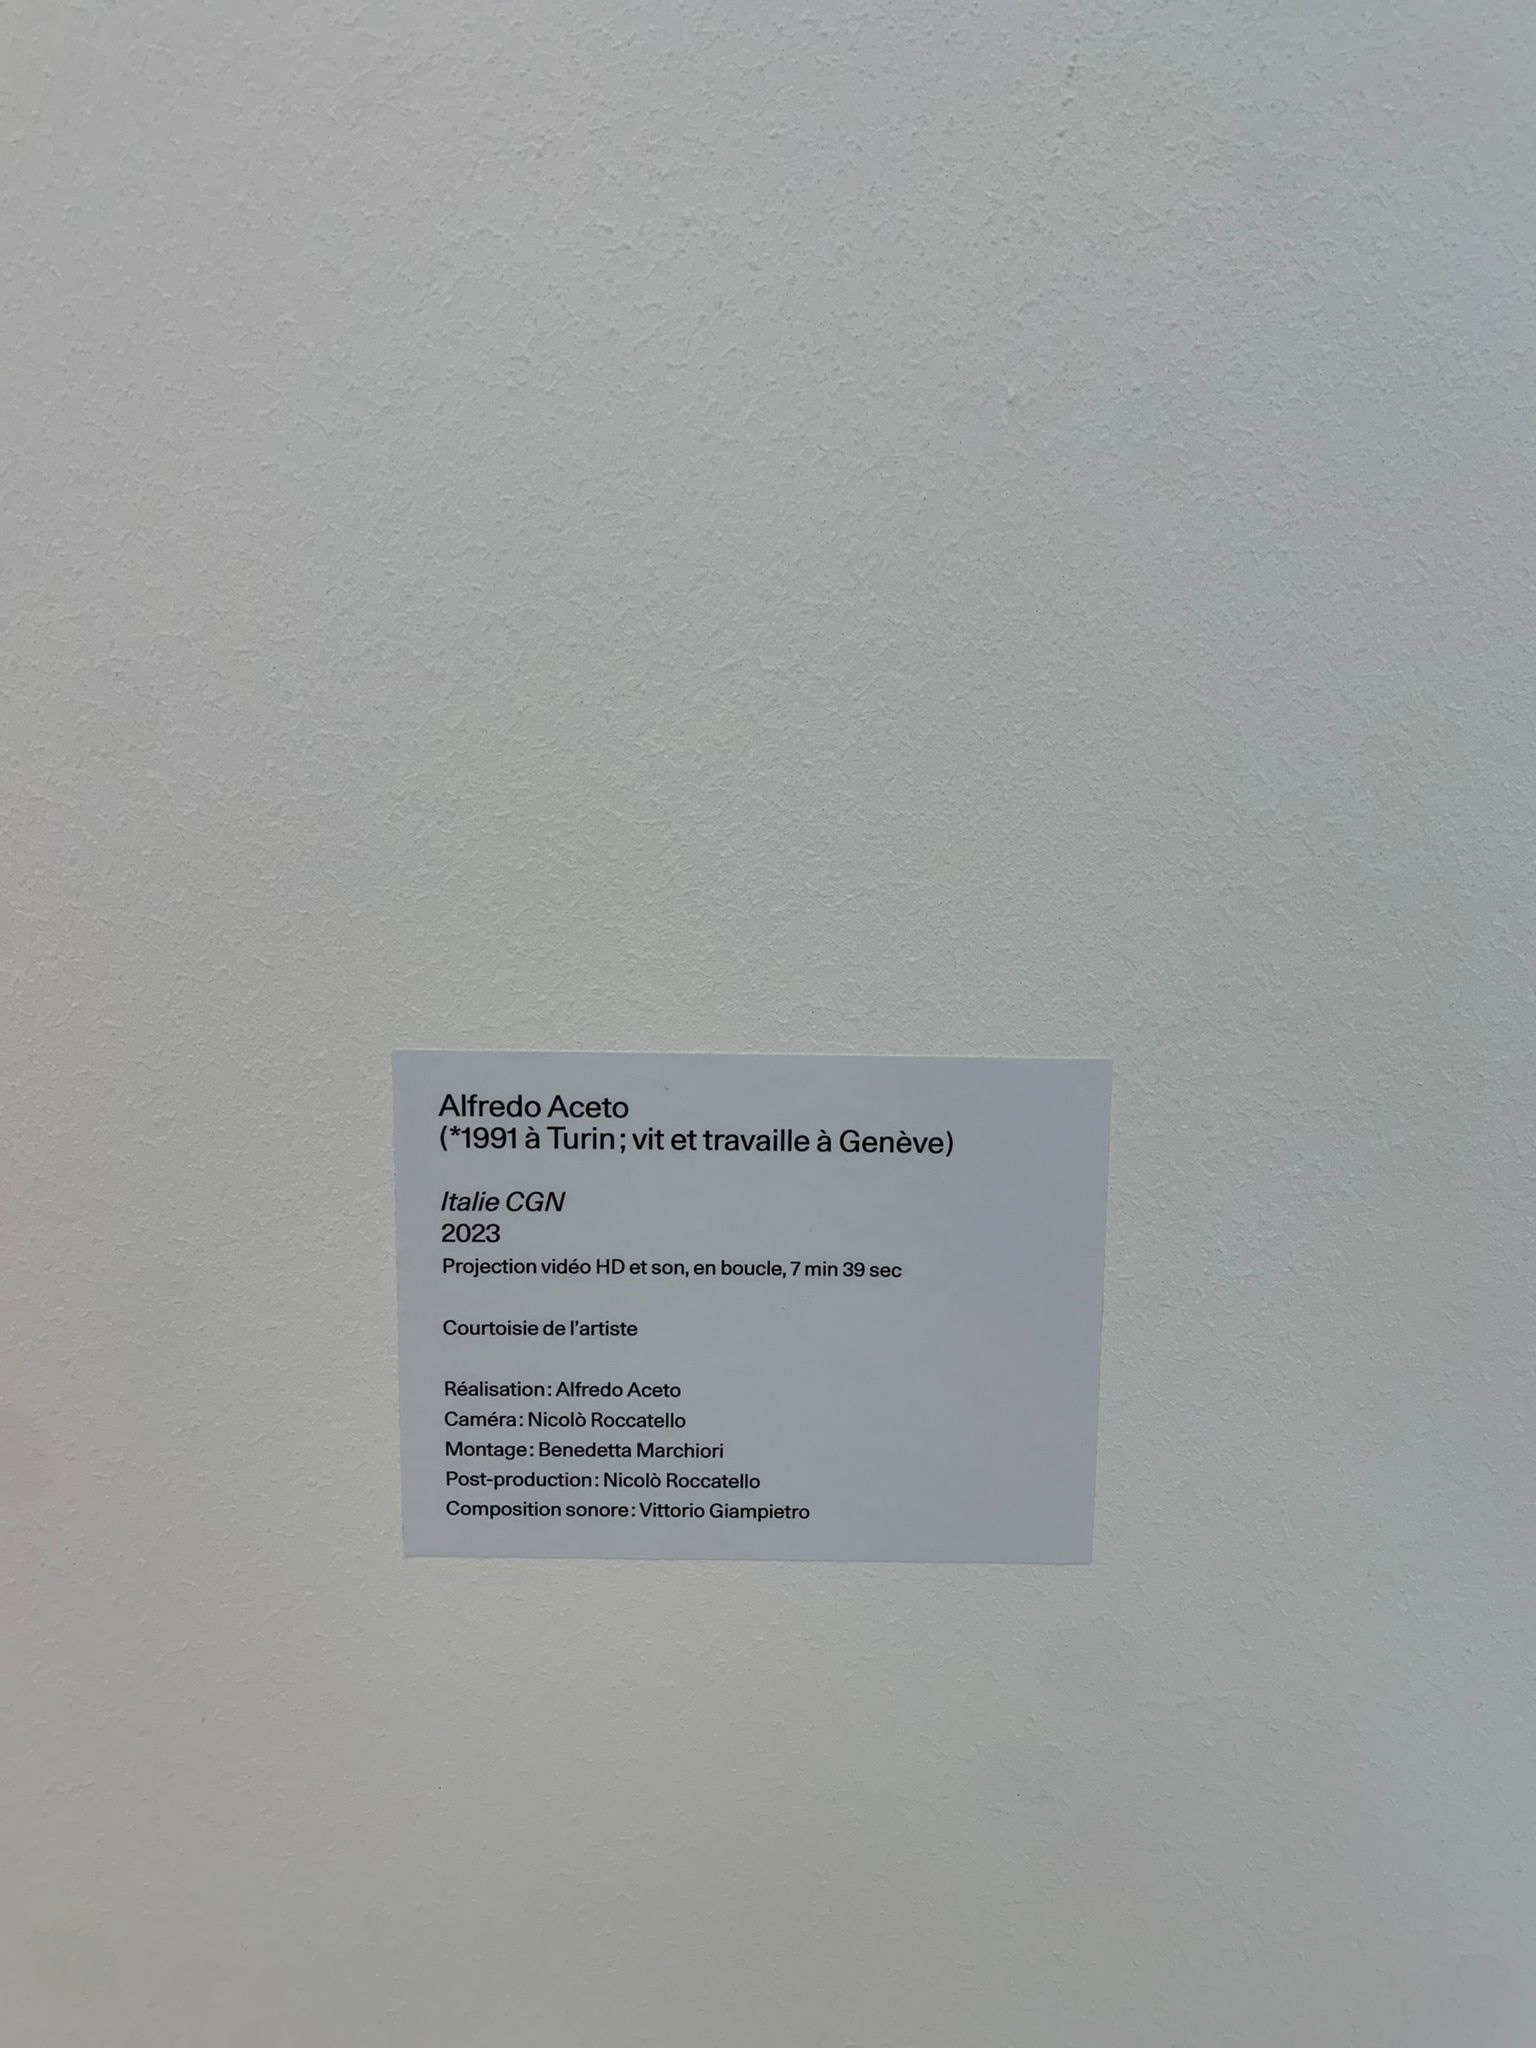 Alfredo Aceto
(*1991 à Turin ; vit et travaille à Genève)
Italie CGN
2023
Projection vidéo HD et son, en boucle, 7 min 39 sec
Courtoisie de l’artiste
Réalisation : Alfredo Aceto
Caméra : Nicolò Roccatello
Montage : Benedetta Marchiori
Post-production : Nicolò Roccatello
Composition sonore : Vittorio Giampietro